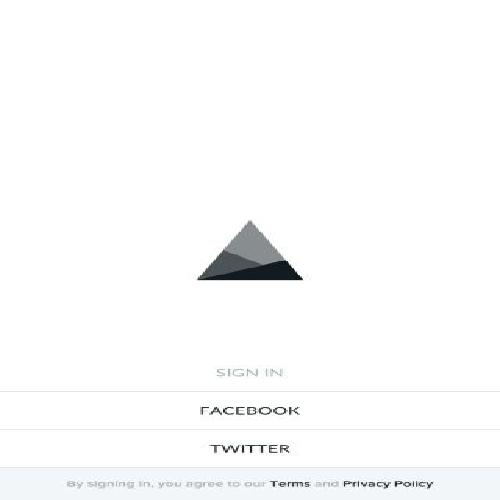 SIGN IN
FACEBOOK
TWITTER
By signing in, you agree to our Terms and Privacy Policy